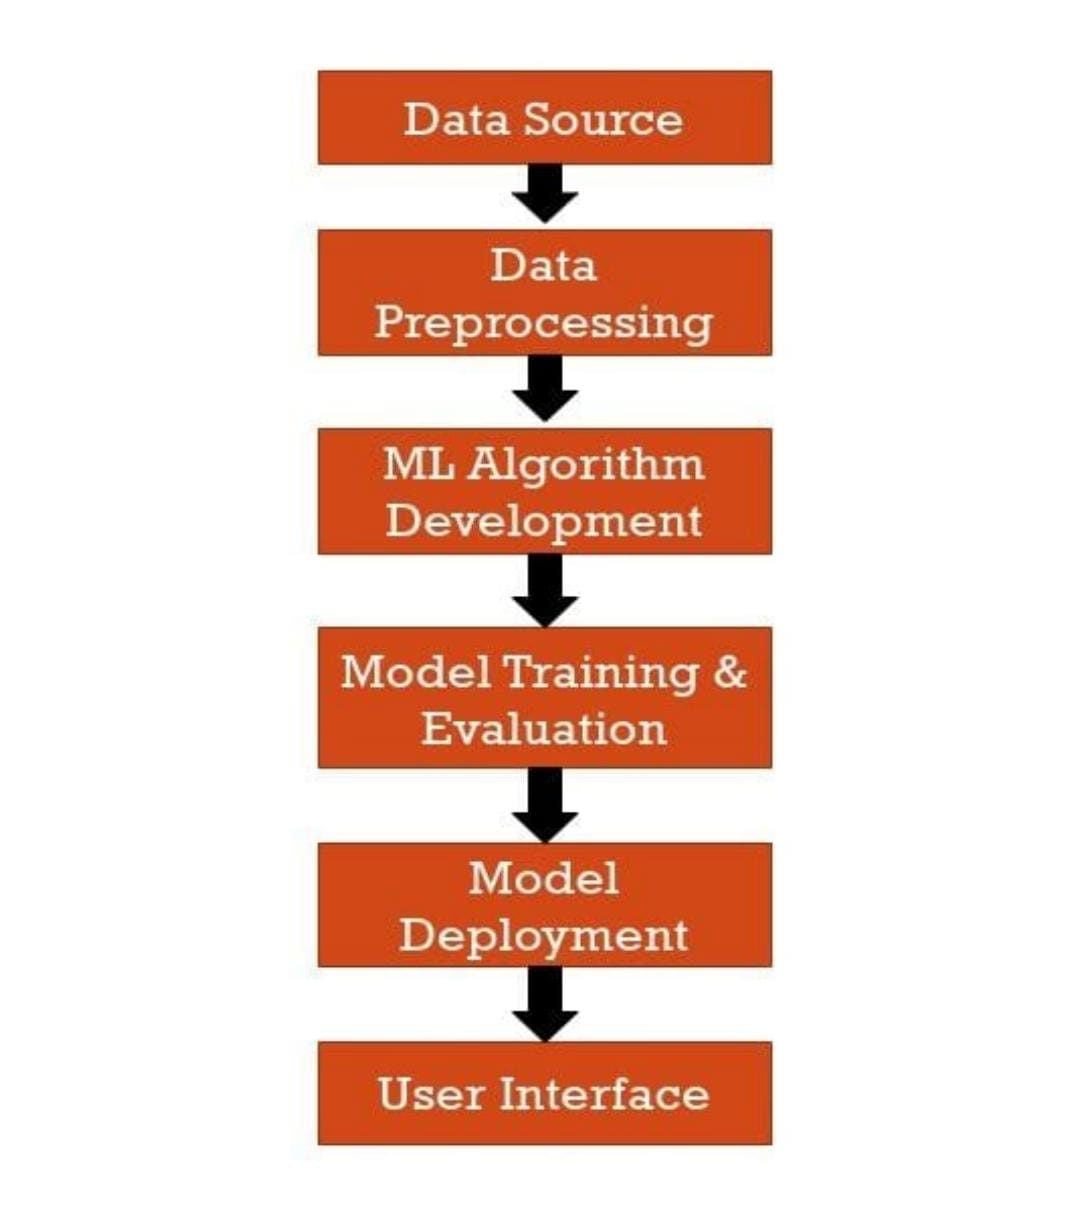 Data Source
Data
Preprocessing
ML Algorithm
Development
Model Training &
Evaluation
Model
Deployment
User Interface